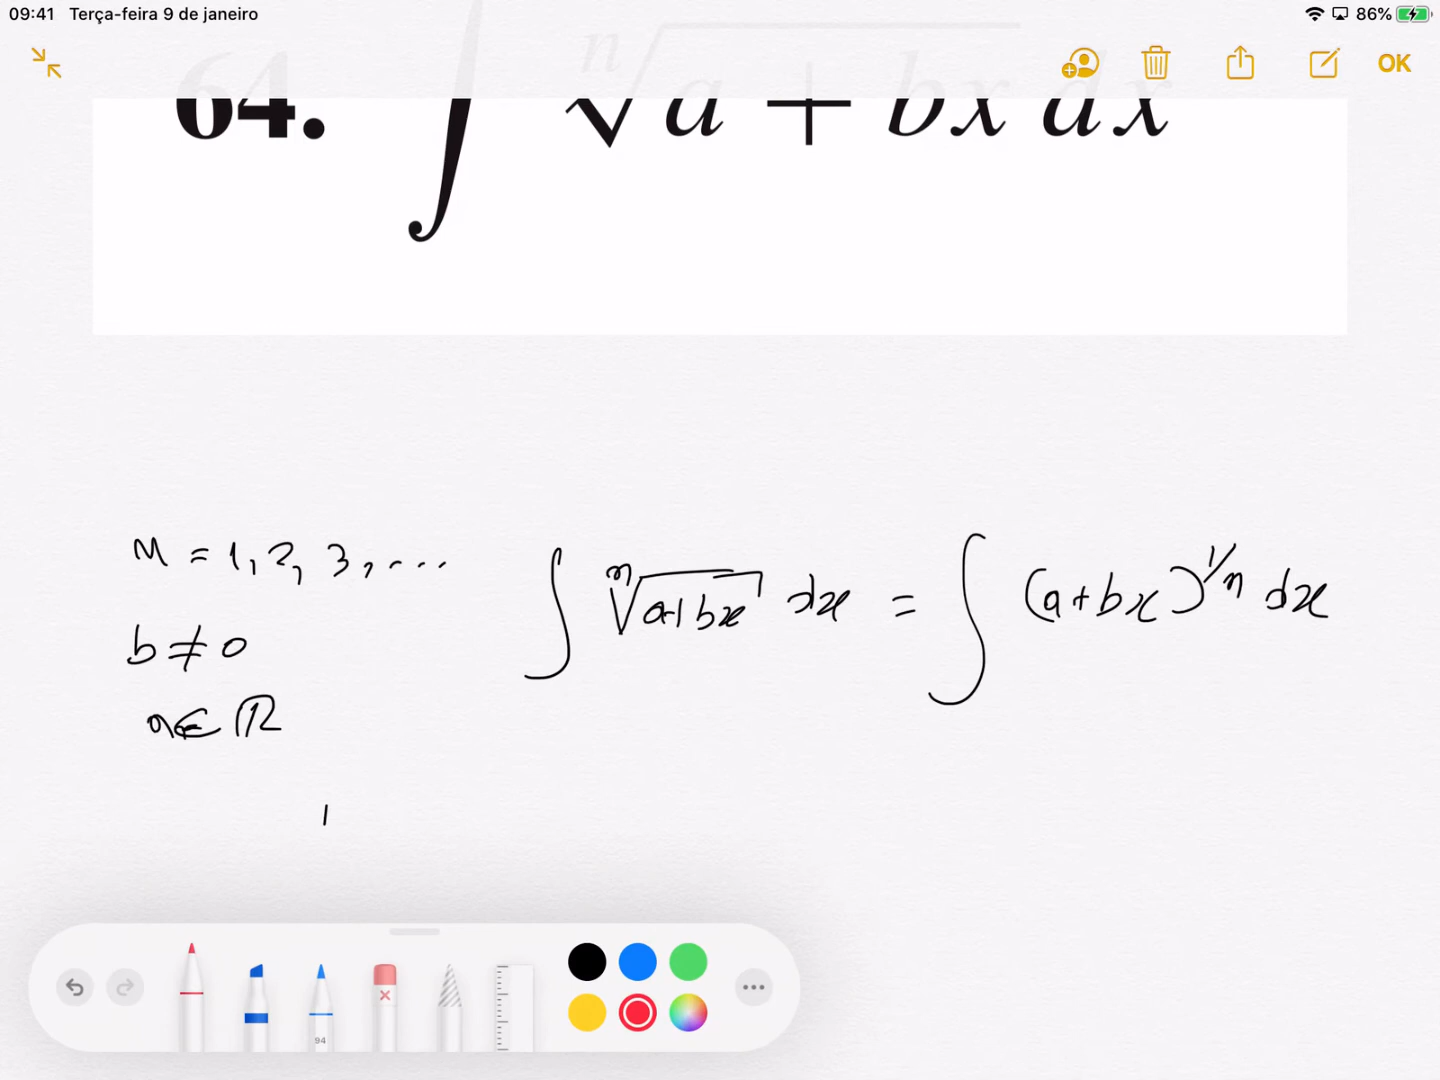 09:41 Terça-feira 9 de janeiro 86%
OK
64. ∫ ⁿ√a + bx dx
n = 1, 2, 3, ...
∫ ⁿ√a+bx dx = ∫ (a+bx)^1/n dx
b ≠ 0
a ∈ ℝ
94